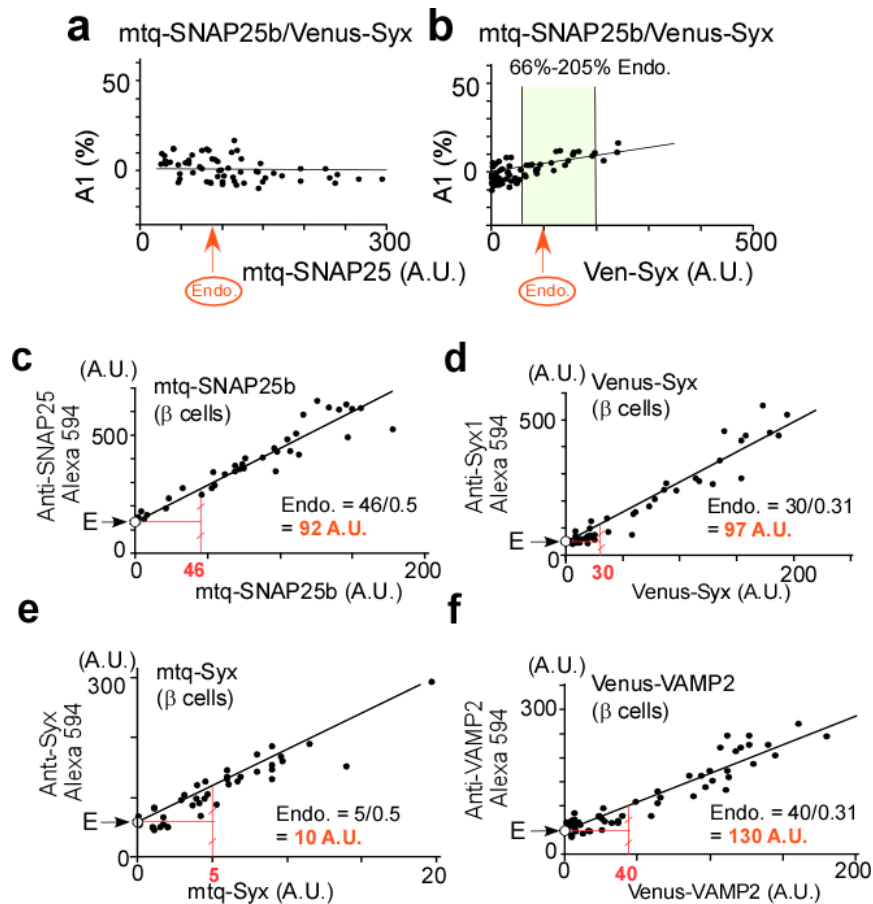 a
mtq-SNAP25b/Venus-Syx
50
0
A1 (%)
0
300
mtq-SNAP25 (A.U.)
Endo.
b
mtq-SNAP25b/Venus-Syx
66%-205% Endo.
50
0
A1 (%)
0
500
Ven-Syx (A.U.)
Endo.
c
(A.U.)
mtq-SNAP25b
(β cells)
Anti-SNAP25
Alexa 594
500
E
0
Endo. = 46/0.5
= 92 A.U.
0
46
200
mtq-SNAP25b (A.U.)
d
(A.U.)
Venus-Syx
(β cells)
Anti-Syx1
Alexa 594
500
E
0
Endo. = 30/0.31
= 97 A.U.
0
30
200
Venus-Syx (A.U.)
e
(A.U.)
mtq-Syx
(β cells)
Anti-Syx
Alexa 594
300
E
0
Endo. = 5/0.5
= 10 A.U.
5
20
mtq-Syx (A.U.)
f
(A.U.)
Venus-VAMP2
(β cells)
Anti-VAMP2
Alexa 594
300
E
0
Endo. = 40/0.31
= 130 A.U.
0
40
200
Venus-VAMP2 (A.U.)